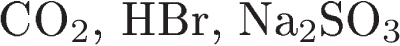 CO₂, HBr, Na₂SO₃